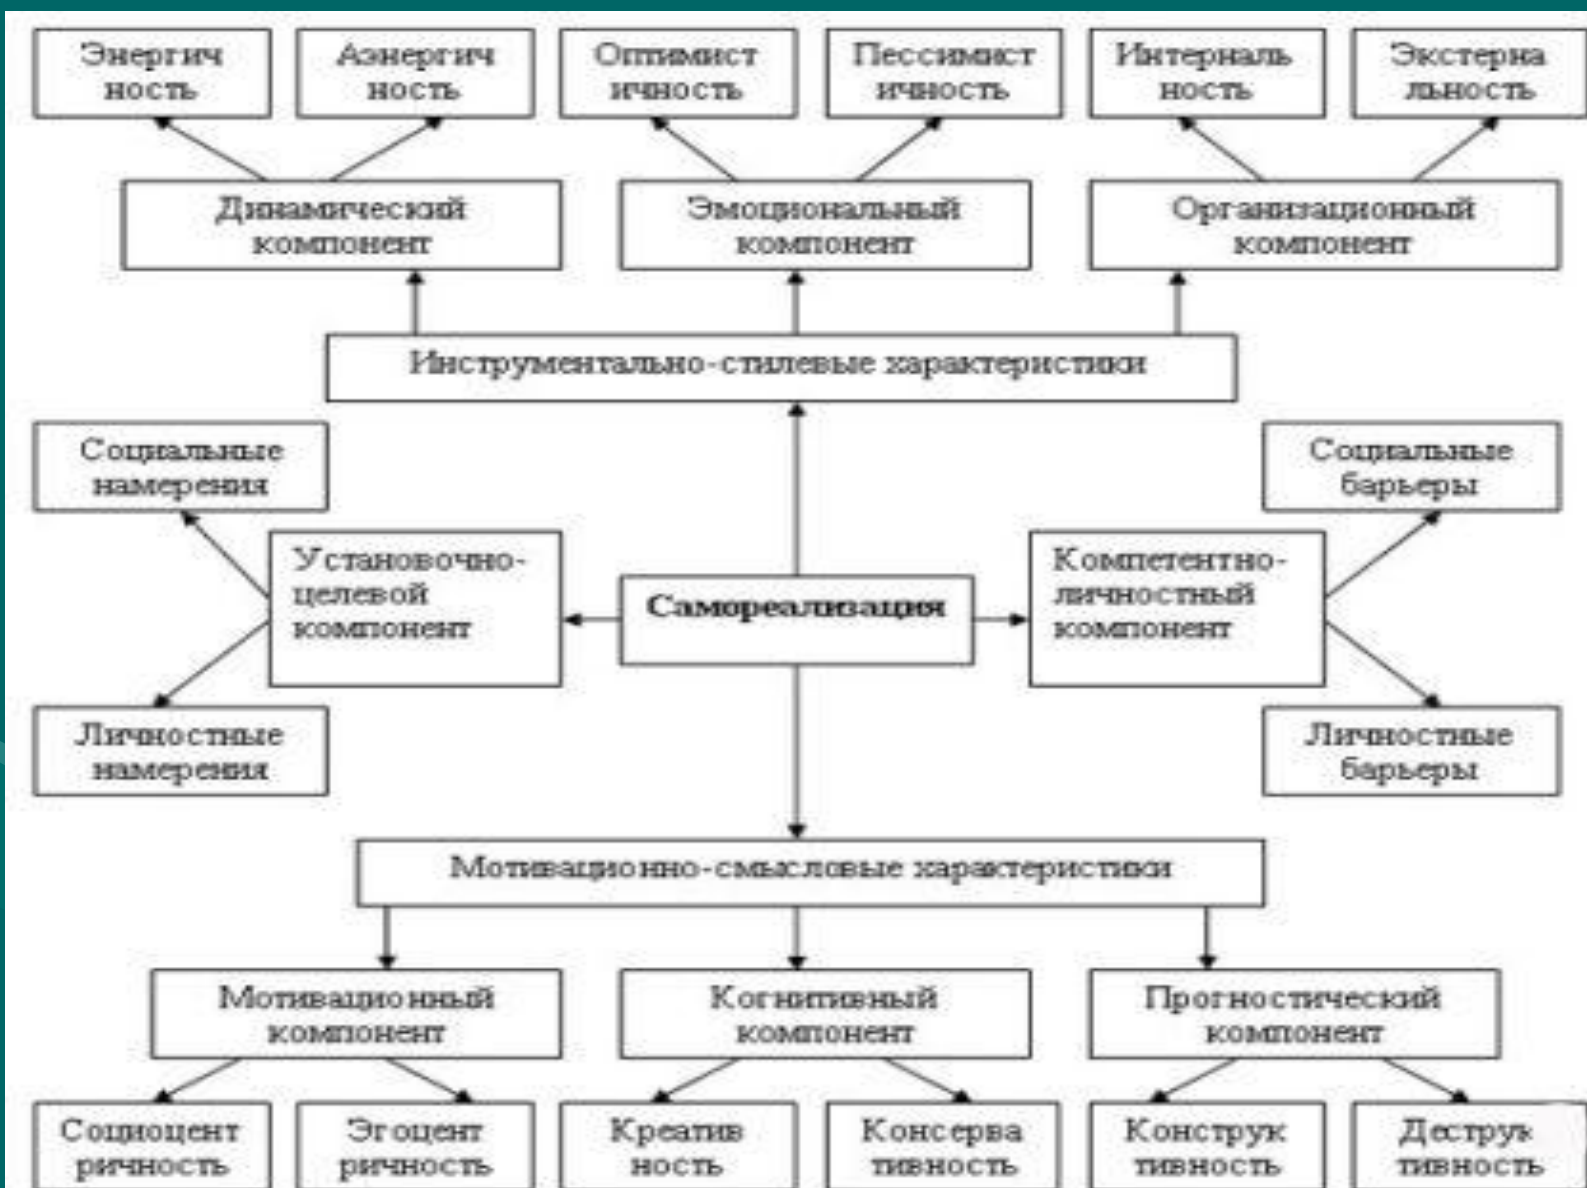 Энергич
ность
Аэнергич
ность
Оптимист
ичность
Пессимист
ичность
Интерналь
ность
Экстерна
льность
Динамический
компонент
Эмоциональный
компонент
Организационный
компонент
Инструментально-стилевые характеристики
Социальные
намерения
Социальные
барьеры
Установочно-
целевой
компонент
Самореализация
Компетентно-
личностный
компонент
Личностные
намерения
Личностные
барьеры
Мотивационно-смысловые характеристики
Мотивационный
компонент
Когнитивный
компонент
Прогностический
компонент
Социоцент
ричность
Эгоцент
ричность
Креатив
ность
Консерва
тивность
Конструк
тивность
Деструк
тивность